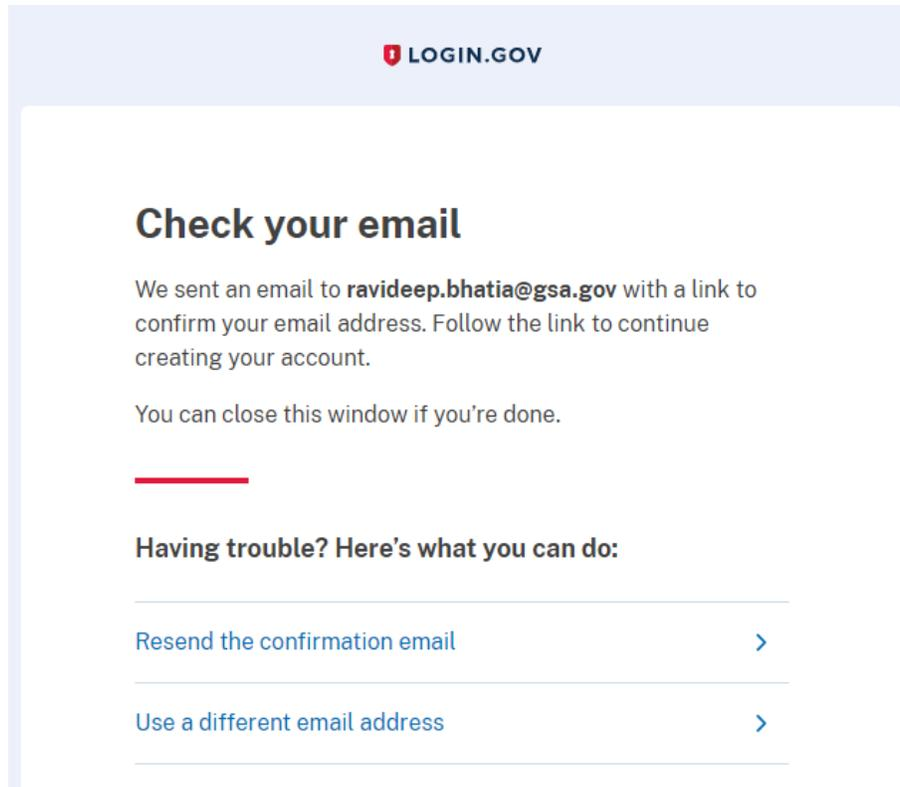 LOGIN.GOV
Check your email
We sent an email to ravideep.bhatia@gsa.gov with a link to
confirm your email address. Follow the link to continue
creating your account.
You can close this window if you’re done.
Having trouble? Here’s what you can do:
Resend the confirmation email
Use a different email address